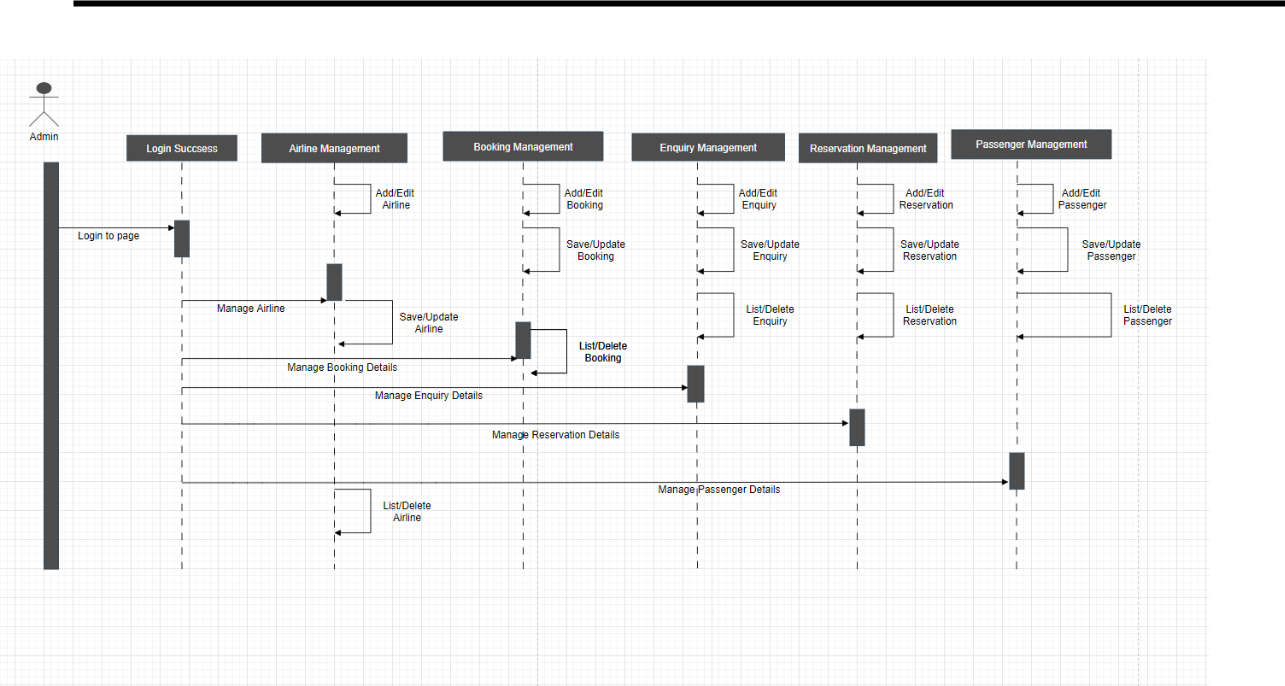 Admin
Login Succsess
Airline Management
Booking Management
Enquiry Management
Reservation Management
Passenger Management
Add/Edit
Airline
Add/Edit
Booking
Add/Edit
Enquiry
Add/Edit
Reservation
Add/Edit
Passenger
Login to page
Save/Update
Booking
Save/Update
Enquiry
Save/Update
Reservation
Save/Update
Passenger
Manage Airline
Save/Update
Airline
List/Delete
Enquiry
List/Delete
Reservation
List/Delete
Passenger
List/Delete
Booking
Manage Booking Details
Manage Enquiry Details
Manage Reservation Details
Manage Passenger Details
List/Delete
Airline